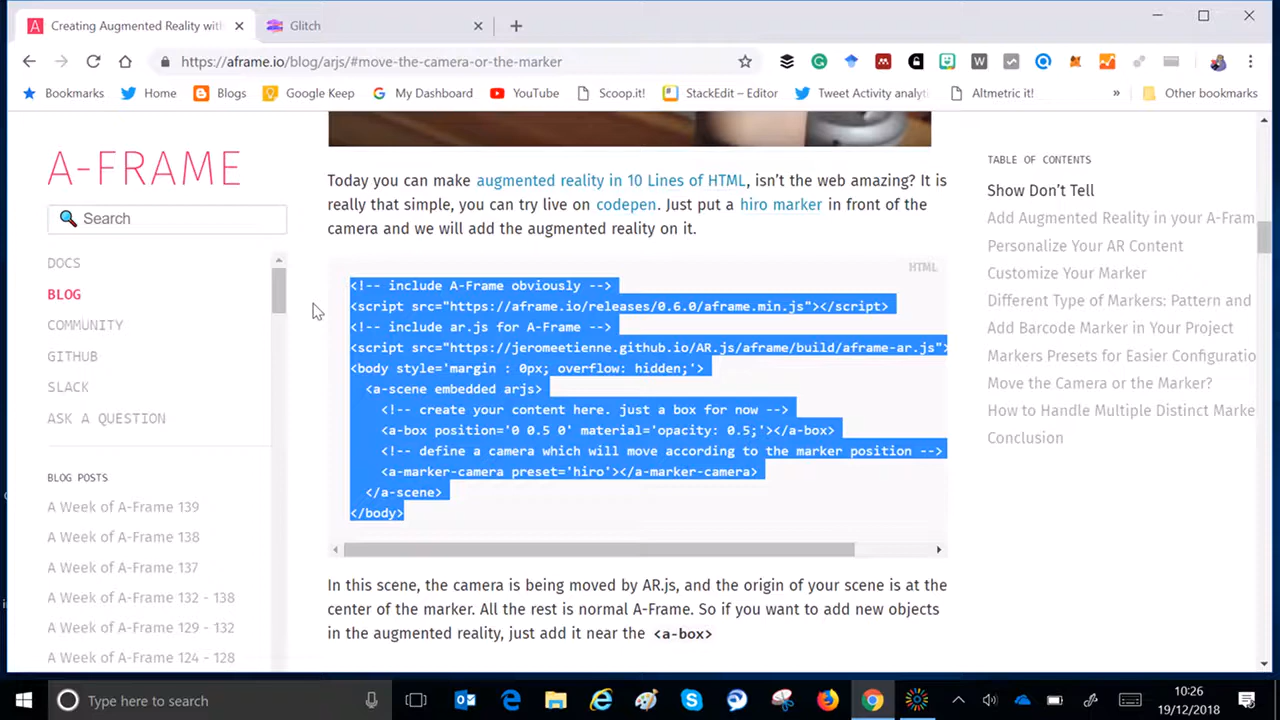 Creating Augmented Reality with
Glitch
https://aframe.io/blog/arjs/#move-the-camera-or-the-marker
Bookmarks
Home
Blogs
Google Keep
My Dashboard
YouTube
Scoop.it!
StackEdit – Editor
Tweet Activity analyt
Altmetric it!
»
Other bookmarks
A-FRAME
Search
DOCS
BLOG
COMMUNITY
GITHUB
SLACK
ASK A QUESTION
BLOG POSTS
A Week of A-Frame 139
A Week of A-Frame 138
A Week of A-Frame 137
A Week of A-Frame 132 - 138
A Week of A-Frame 129 - 132
A Week of A-Frame 124 - 128
Today you can make augmented reality in 10 Lines of HTML, isn’t the web amazing? It is
really that simple, you can try live on codepen. Just put a hiro marker in front of the
camera and we will add the augmented reality on it.
HTML
<!-- include A-Frame obviously -->
<script src="https://aframe.io/releases/0.6.0/aframe.min.js"></script>
<!-- include ar.js for A-Frame -->
<script src="https://jeromeetienne.github.io/AR.js/aframe/build/aframe-ar.js">
<body style='margin : 0px; overflow: hidden;'>
<a-scene embedded arjs>
<!-- create your content here. just a box for now -->
<a-box position='0 0.5 0' material='opacity: 0.5;'></a-box>
<!-- define a camera which will move according to the marker position -->
<a-marker-camera preset='hiro'></a-marker-camera>
</a-scene>
</body>
In this scene, the camera is being moved by AR.js, and the origin of your scene is at the
center of the marker. All the rest is normal A-Frame. So if you want to add new objects
in the augmented reality, just add it near the <a-box>
TABLE OF CONTENTS
Show Don’t Tell
Add Augmented Reality in your A-Fram
Personalize Your AR Content
Customize Your Marker
Different Type of Markers: Pattern and
Add Barcode Marker in Your Project
Markers Presets for Easier Configuratio
Move the Camera or the Marker?
How to Handle Multiple Distinct Marke
Conclusion
Type here to search
10:26
19/12/2018